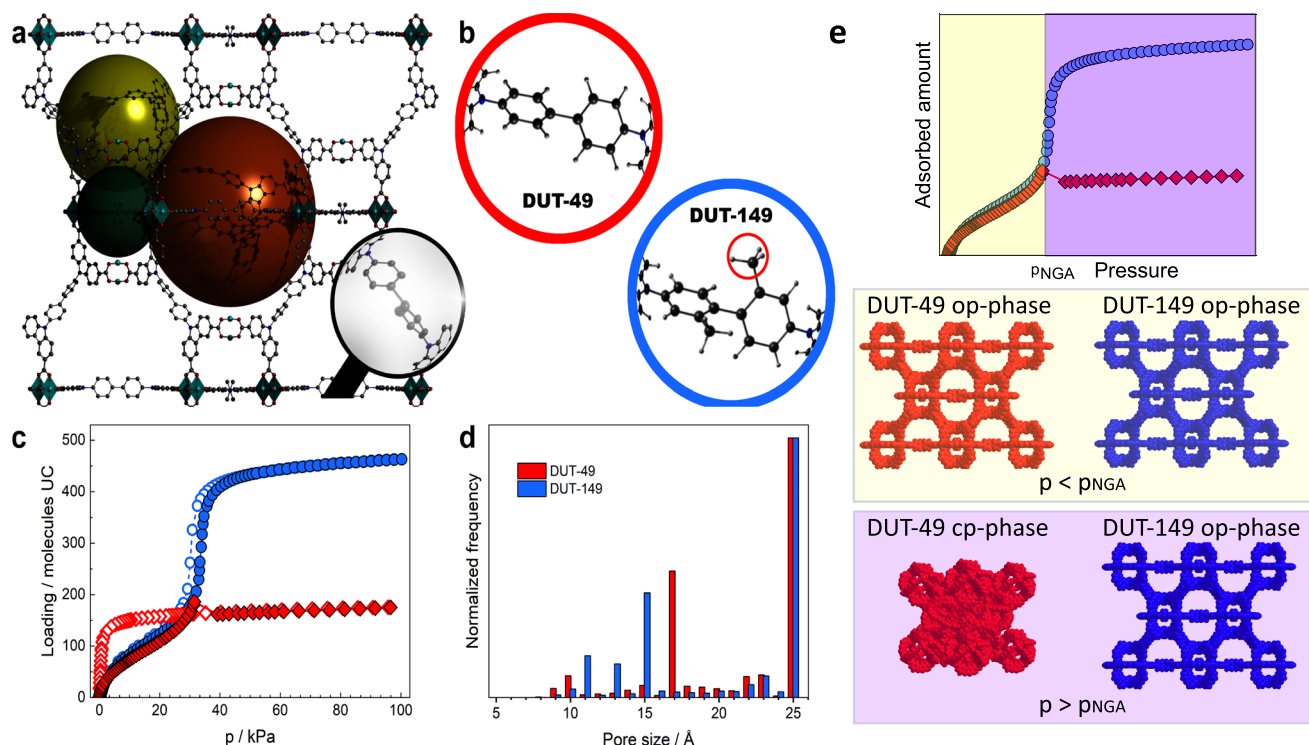 a
b
DUT-49
DUT-149
c
Loading / molecules UC
500
400
300
200
100
0
0 20 40 60 80 100
p / kPa
d
Normalized frequency
DUT-49
DUT-149
5 10 15 20 25
Pore size / Å
e
Adsorbed amount
pNGA Pressure
DUT-49 op-phase DUT-149 op-phase
p < pNGA
DUT-49 cp-phase DUT-149 op-phase
p > pNGA